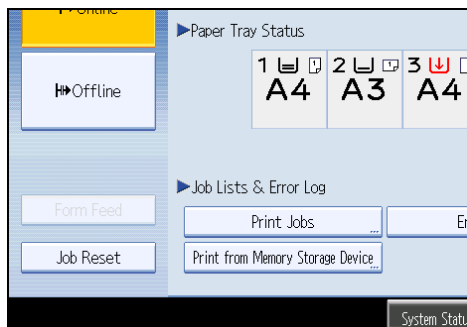 Online
▶Paper Tray Status
1 2 3
A4 A3 A4
Offline
▶Job Lists & Error Log
Form Feed
Print Jobs
Job Reset
Print from Memory Storage Device
System Statu